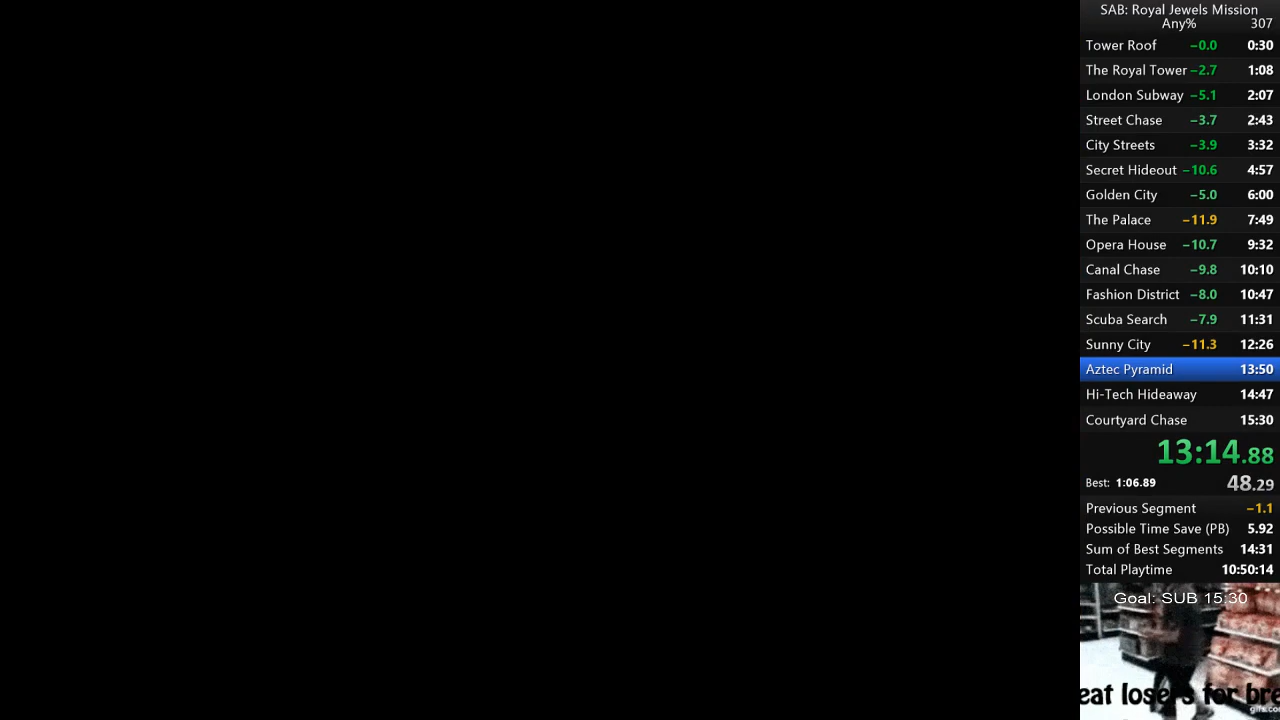 SAB: Royal Jewels Mission
Any% 307
Tower Roof −0.0 0:30
The Royal Tower −2.7 1:08
London Subway −5.1 2:07
Street Chase −3.7 2:43
City Streets −3.9 3:32
Secret Hideout −10.6 4:57
Golden City −5.0 6:00
The Palace −11.9 7:49
Opera House −10.7 9:32
Canal Chase −9.8 10:10
Fashion District −8.0 10:47
Scuba Search −7.9 11:31
Sunny City −11.3 12:26
Aztec Pyramid 13:50
Hi-Tech Hideaway 14:47
Courtyard Chase 15:30
13:14.88
Best: 1:06.89 48.29
Previous Segment −1.1
Possible Time Save (PB) 5.92
Sum of Best Segments 14:31
Total Playtime 10:50:14
Goal: SUB 15:30
eat losers for bre